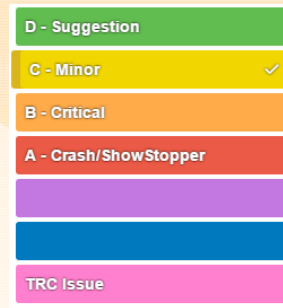 D - Suggestion
C - Minor
B - Critical
A - Crash/ShowStopper
TRC Issue